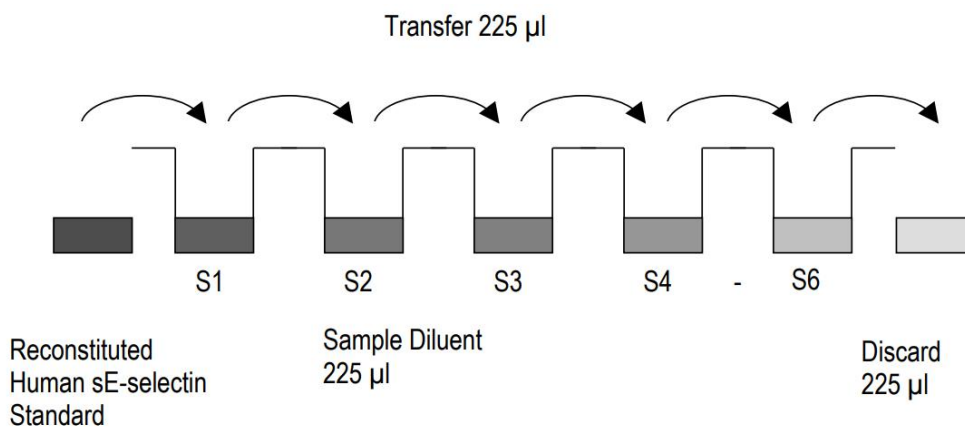 Transfer 225 µl
S1 S2 S3 S4 - S6
Reconstituted
Human sE-selectin
Standard
Sample Diluent
225 µl
Discard
225 µl